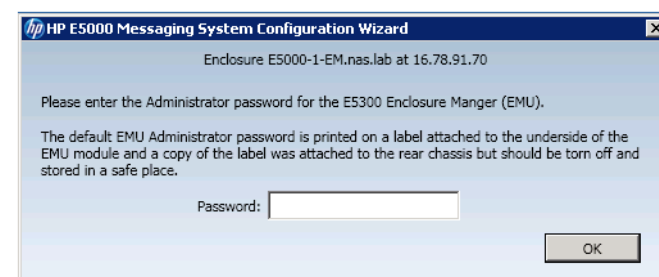 hp HP E5000 Messaging System Configuration Wizard
Enclosure E5000-1-EM.nas.lab at 16.78.91.70
Please enter the Administrator password for the E5300 Enclosure Manger (EMU).
The default EMU Administrator password is printed on a label attached to the underside of the
EMU module and a copy of the label was attached to the rear chassis but should be torn off and
stored in a safe place.
Password:
OK